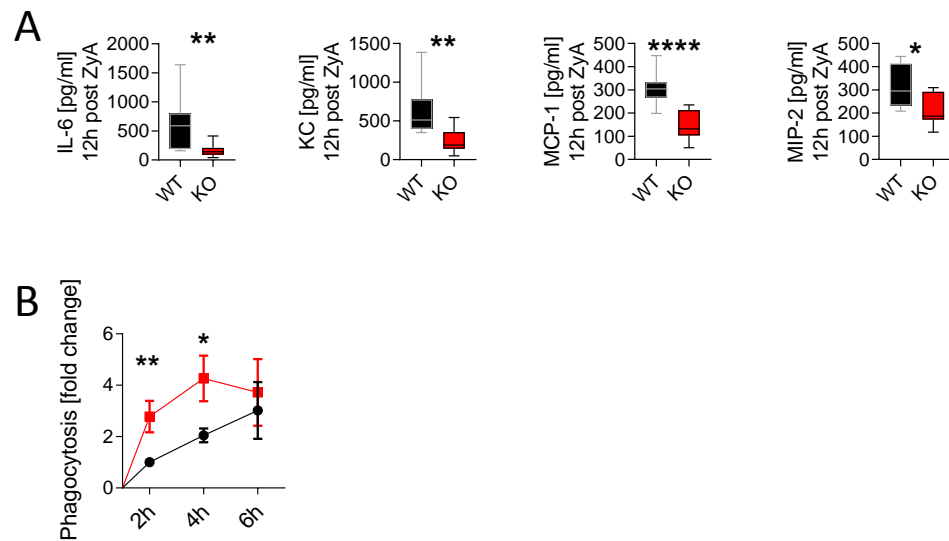 A
IL-6 [pg/ml]
12h post ZyA
2000
1500
1000
500
0
**
WT
KO
KC [pg/ml]
12h post ZyA
1500
1000
500
0
**
WT
KO
MCP-1 [pg/ml]
12h post ZyA
500
400
300
200
100
0
****
WT
KO
MIP-2 [pg/ml]
12h post ZyA
500
400
300
200
100
0
*
WT
KO
B
Phagocytosis [fold change]
6
4
2
0
**
*
2h
4h
6h